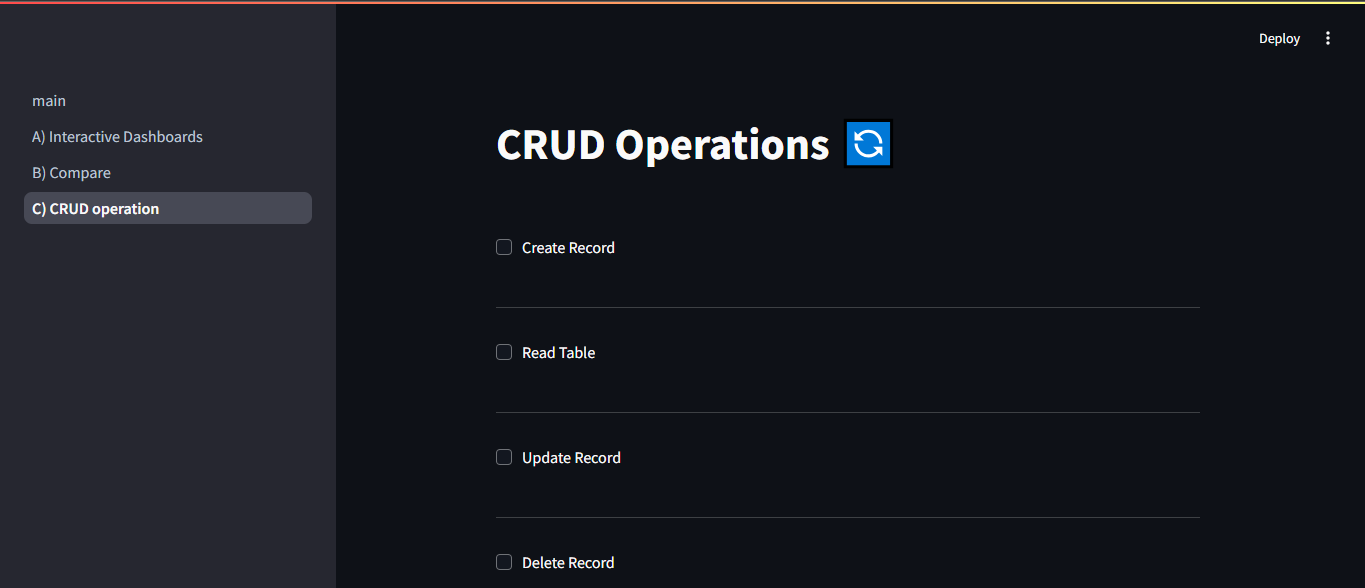 Deploy
main
A) Interactive Dashboards
B) Compare
C) CRUD operation
CRUD Operations
Create Record
Read Table
Update Record
Delete Record